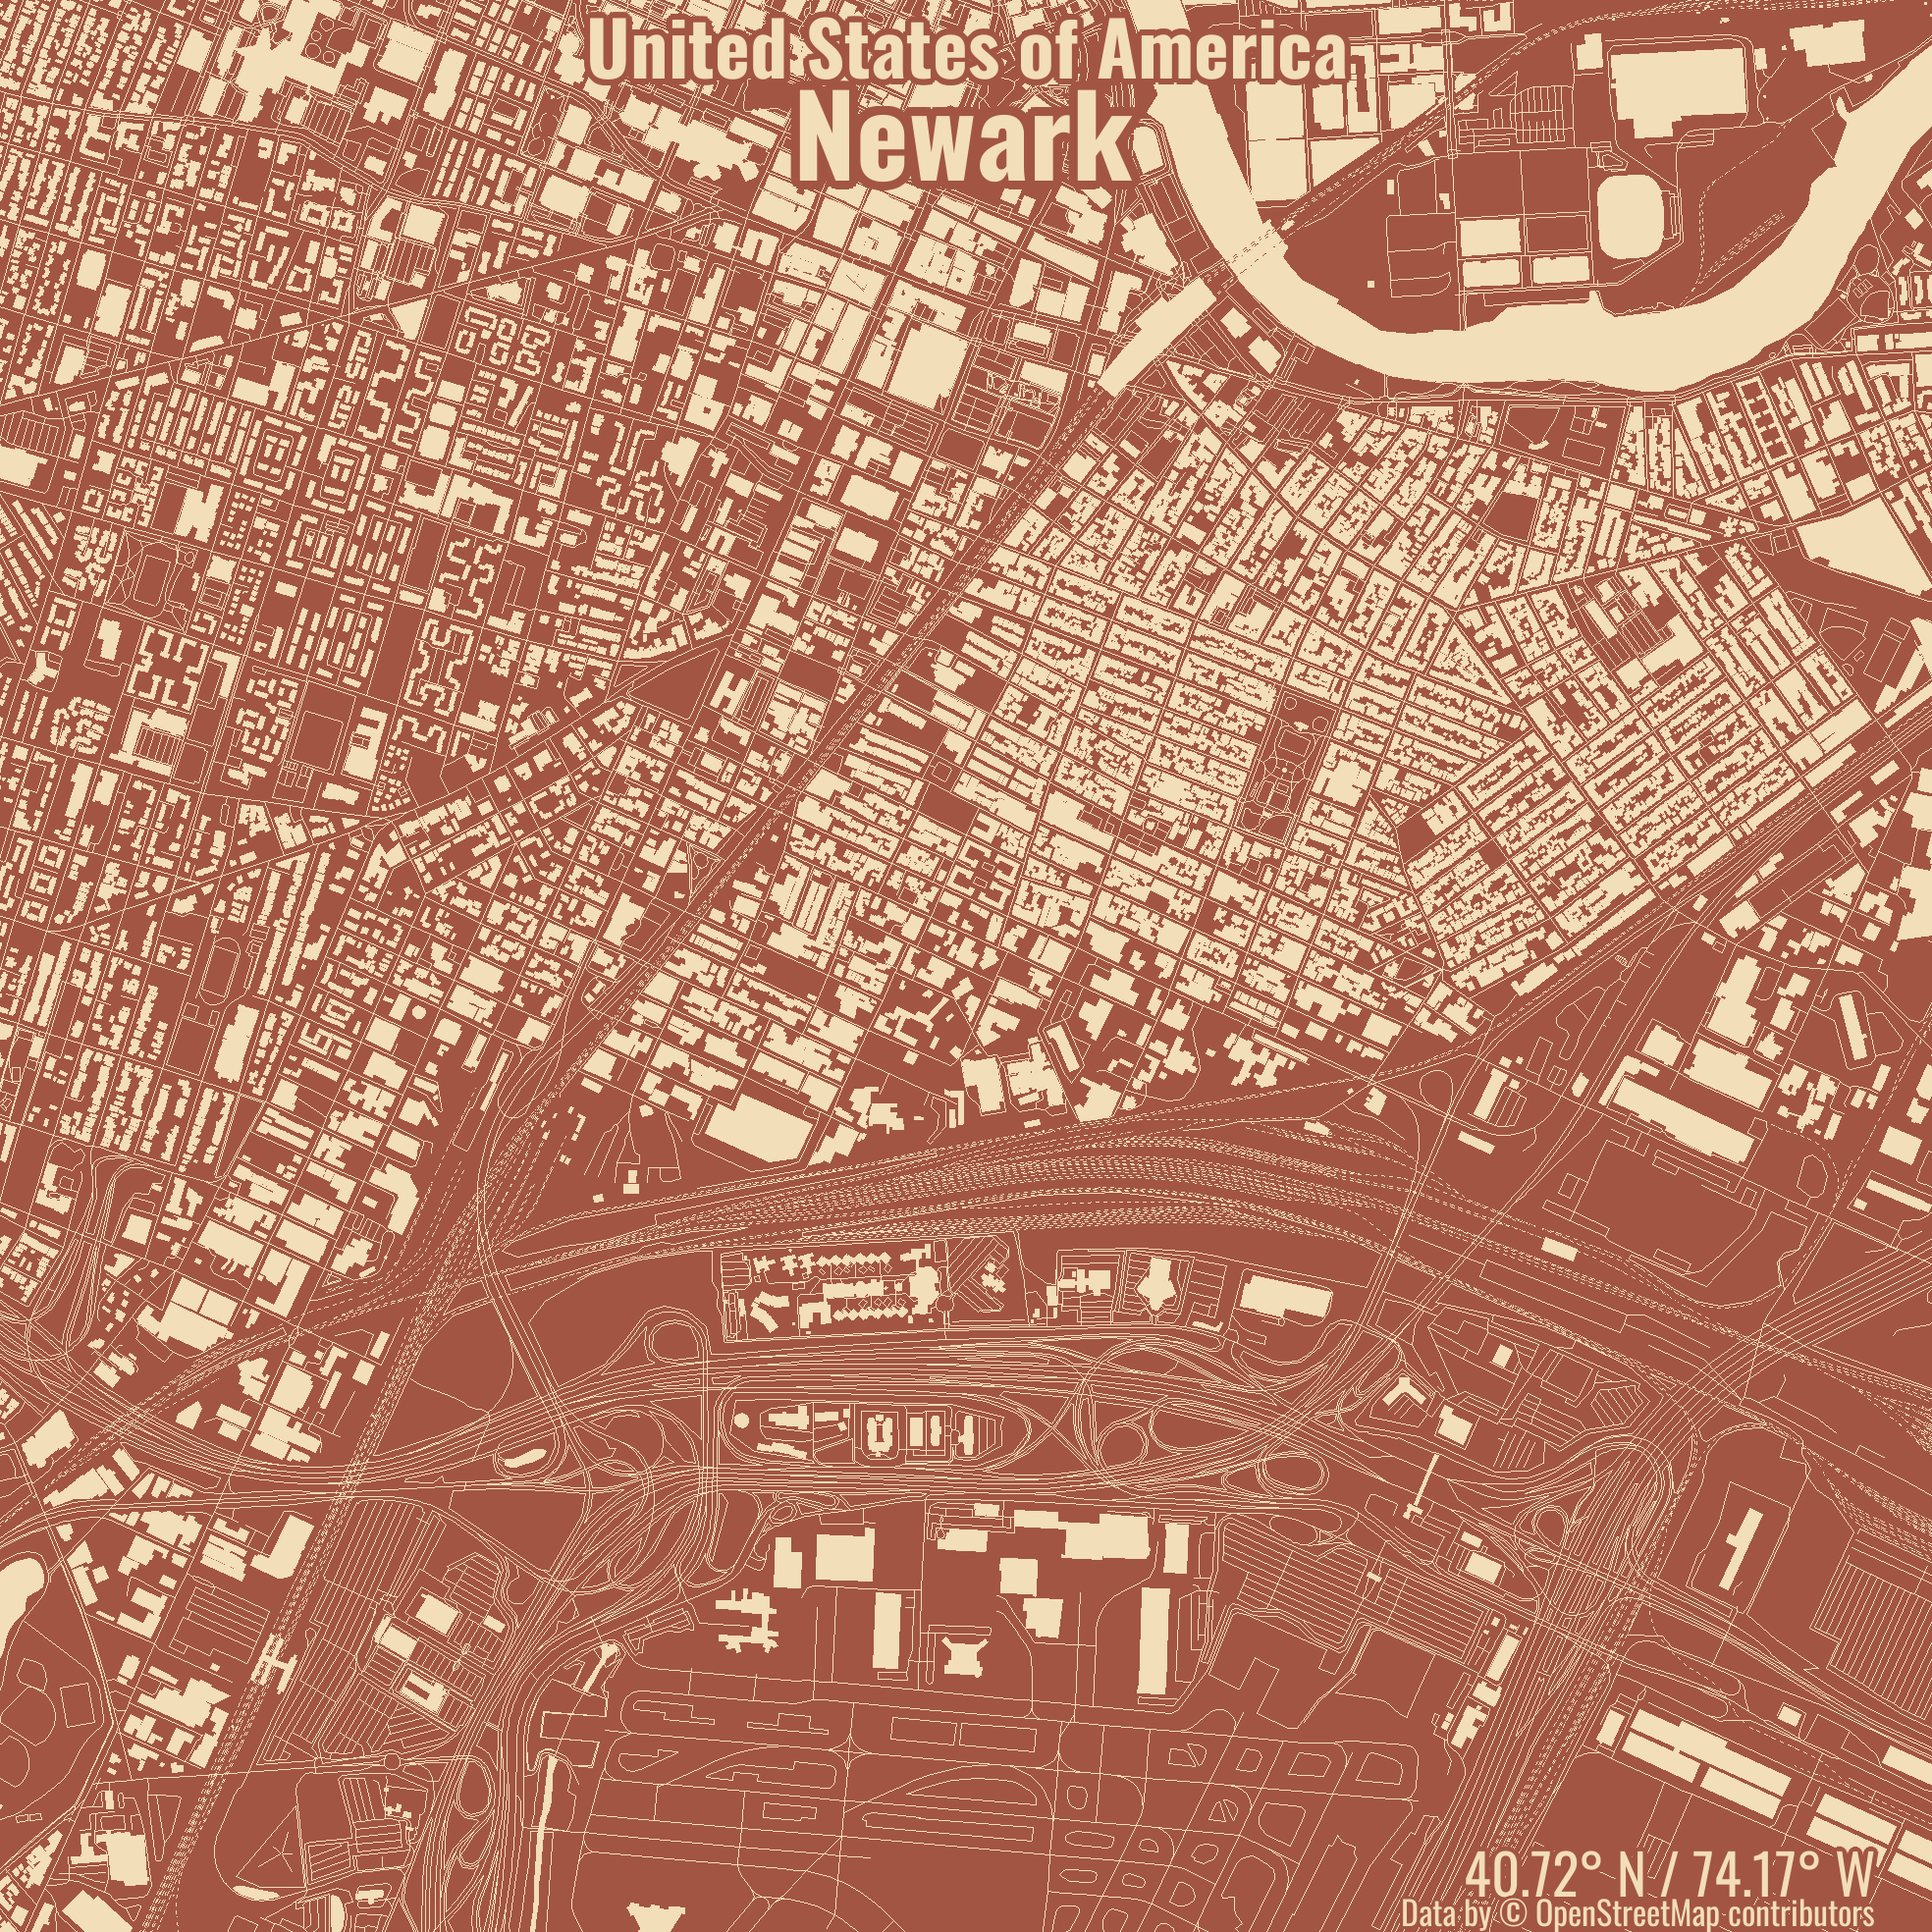 United States of America
Newark
40.72° N / 74.17° W
Data by © OpenStreetMap contributors